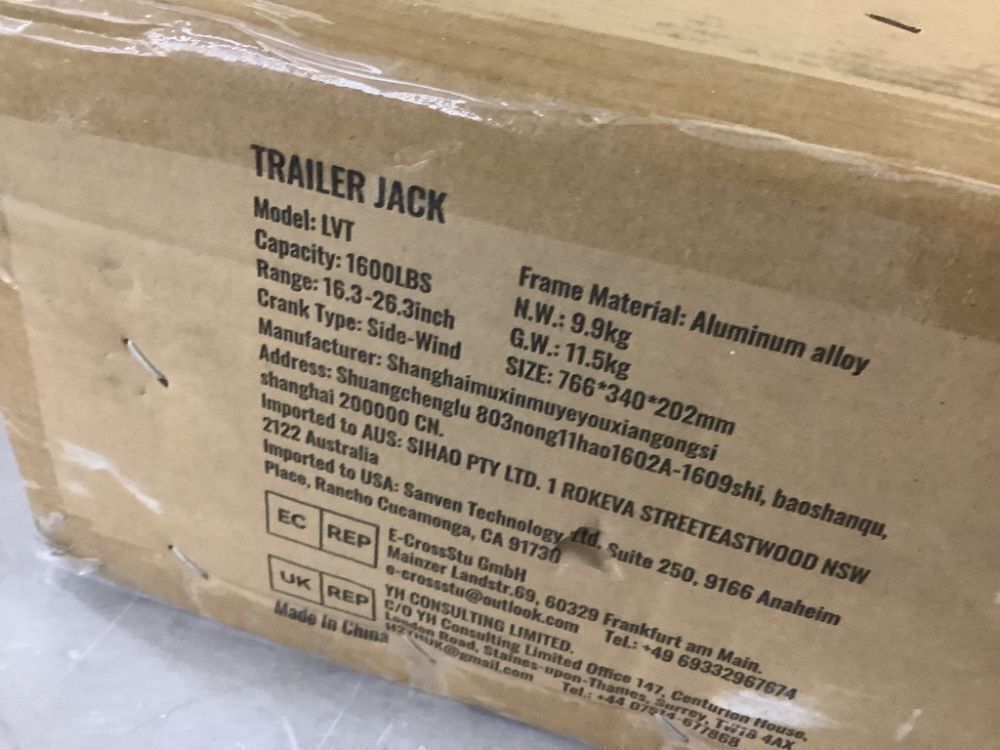 TRAILER JACK
Model: LVT
Capacity: 1600LBS
Range: 16.3-26.3inch
Crank Type: Side-Wind
Frame Material: Aluminum alloy
N.W.: 9.9kg
G.W.: 11.5kg
SIZE: 766*340*202mm
Manufacturer: Shanghaimuxinmuyeyouxiangongsi
Address: Shuangchenglu 803nong11hao1602A-1609shi, baoshanqu,
shanghai 200000 CN.
Imported to AUS: SIHAO PTY LTD. 1 ROKEVA STREETEASTWOOD NSW
2122 Australia
Imported to USA: Sanven Technology Ltd. Suite 250, 9166 Anaheim
Place, Rancho Cucamonga, CA 91730
EC REP
E-CrossStu GmbH
Mainzer Landstr.69, 60329 Frankfurt am Main.
e-crossstu@outlook.com Tel.: +49 69332967674
UK REP
YH CONSULTING LIMITED.
C/O YH Consulting Limited Office 147, Centurion House,
London Road, Staines-upon-Thames, Surrey, TW18 4AX
Tel.: +44 07514-677868
Made In China